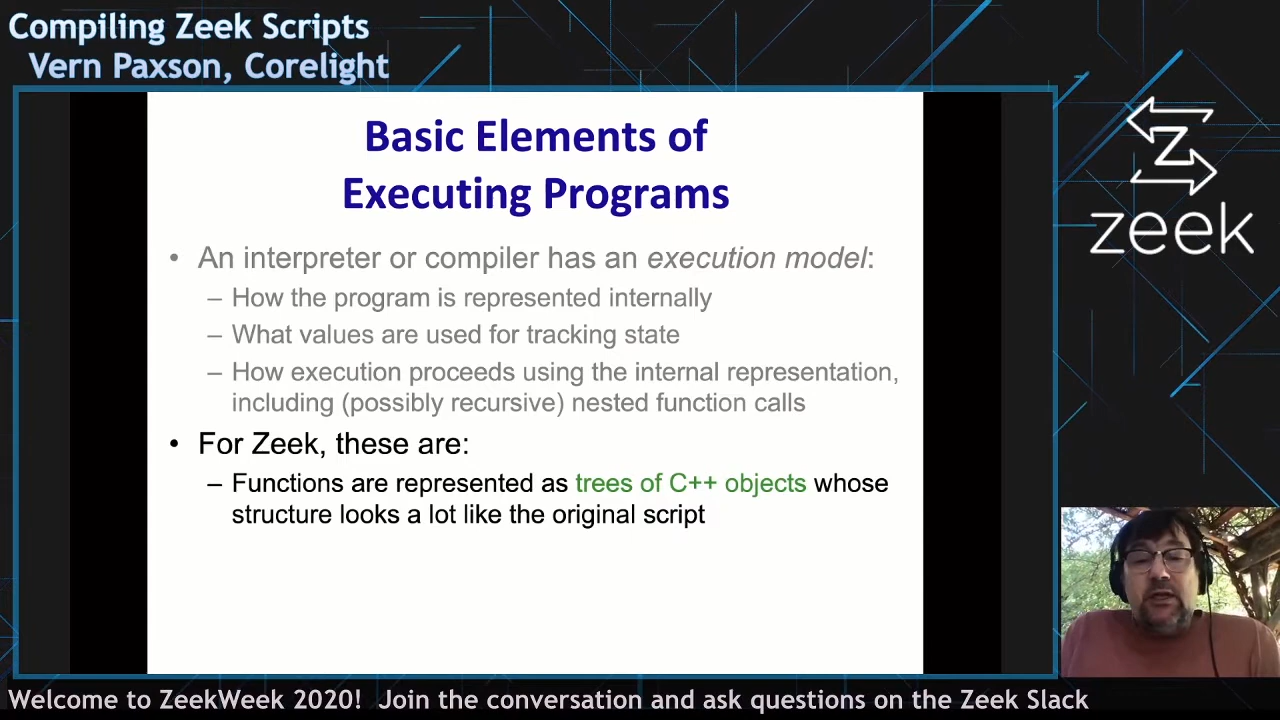 Compiling Zeek Scripts
Vern Paxson, Corelight
Basic Elements of
Executing Programs
• An interpreter or compiler has an execution model:
– How the program is represented internally
– What values are used for tracking state
– How execution proceeds using the internal representation,
including (possibly recursive) nested function calls
• For Zeek, these are:
– Functions are represented as trees of C++ objects whose
structure looks a lot like the original script
Z
zeek
Welcome to ZeekWeek 2020! Join the conversation and ask questions on the Zeek Slack